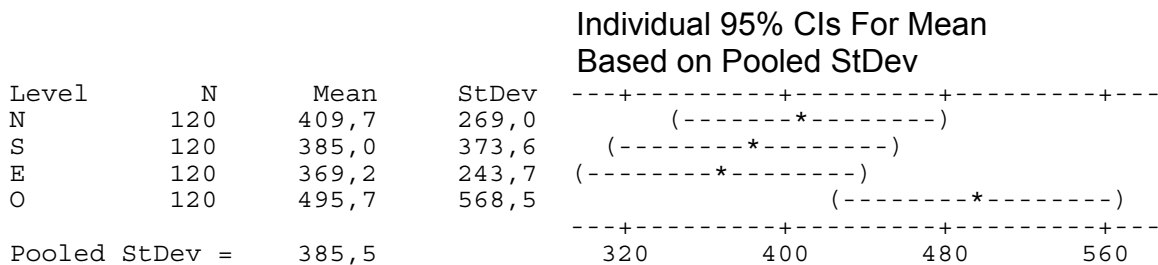 Individual 95% CIs For Mean
Based on Pooled StDev
Level       N      Mean     StDev  ---+---------+---------+---------+---
N         120     409,7     269,0        (-------*--------)
S         120     385,0     373,6    (--------*--------)
E         120     369,2     243,7  (--------*--------)
O         120     495,7     568,5                  (--------*--------)
                                   ---+---------+---------+---------+---
Pooled StDev =    385,5              320       400       480       560